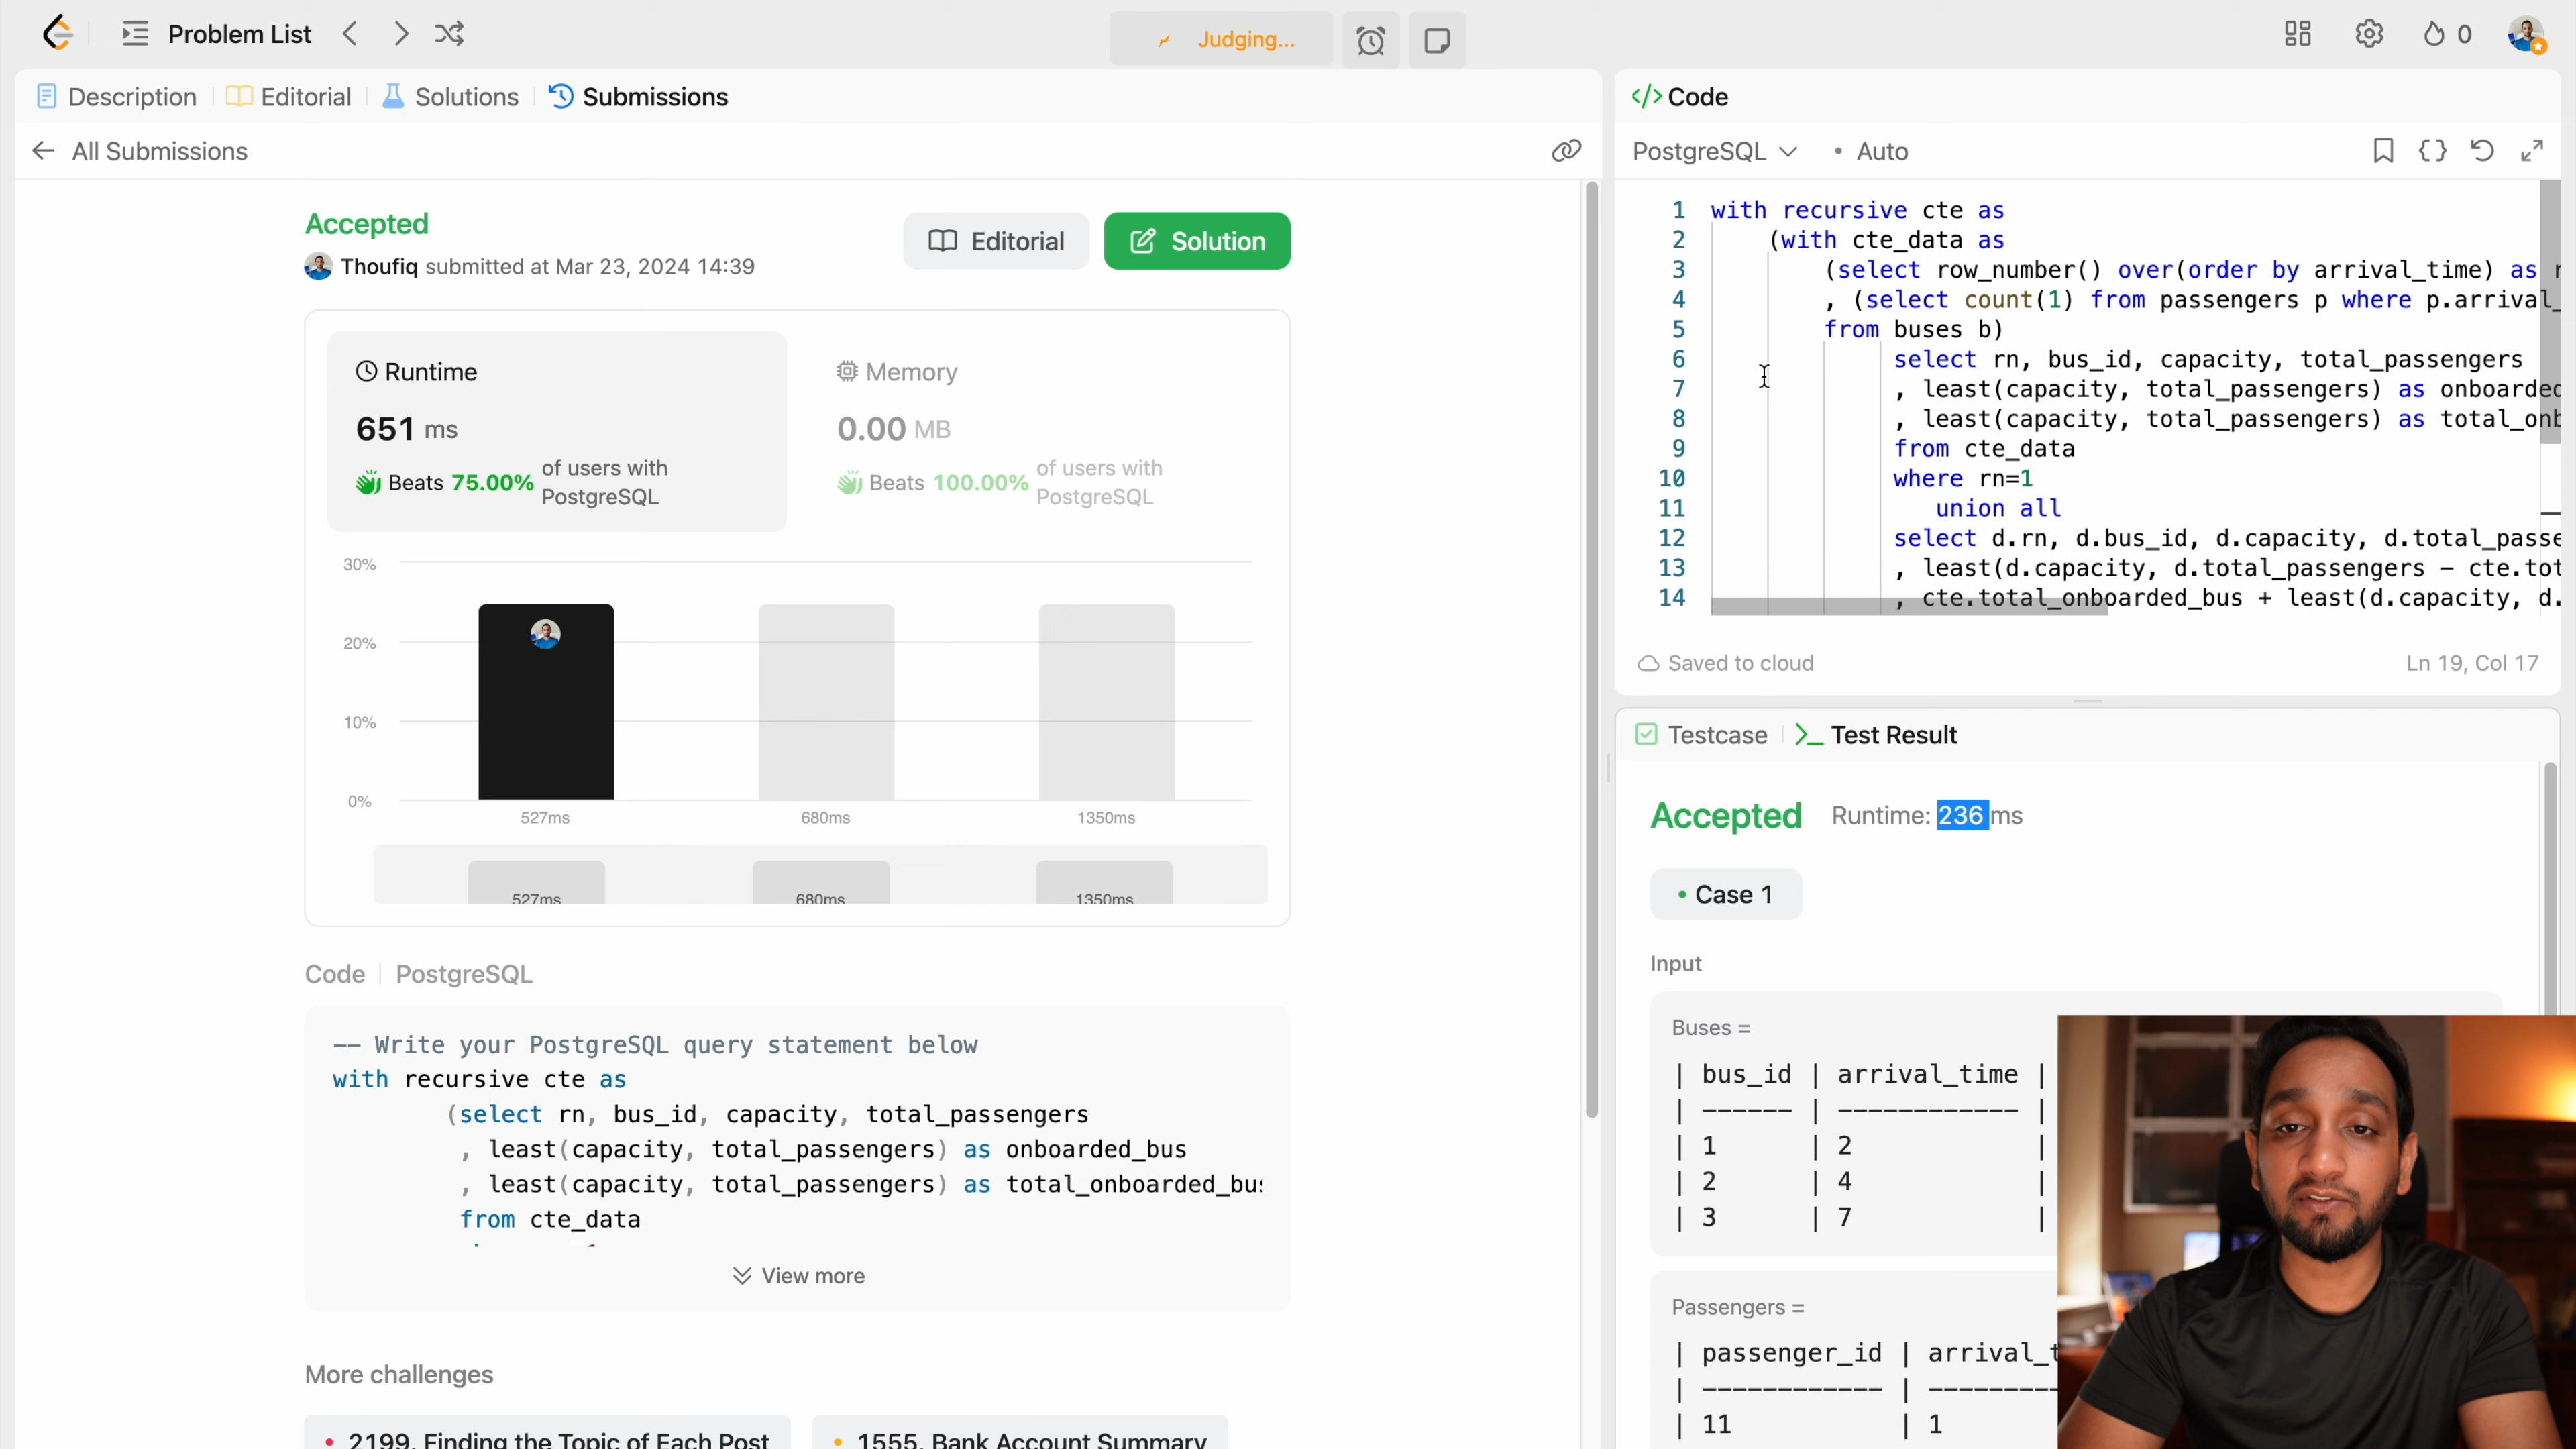 Problem List
Judging...
0
Description
Editorial
Solutions
Submissions
All Submissions
Accepted
Thoufiq submitted at Mar 23, 2024 14:39
Editorial
Solution
Runtime
651 ms
Beats 75.00% of users with
PostgreSQL
Memory
0.00 MB
Beats 100.00% of users with
PostgreSQL
30%
20%
10%
0%
527ms
680ms
1350ms
527ms
680ms
1350ms
Code
PostgreSQL
-- Write your PostgreSQL query statement below
with recursive cte as
(select rn, bus_id, capacity, total_passengers
, least(capacity, total_passengers) as onboarded_bus
, least(capacity, total_passengers) as total_onboarded_bu
from cte_data
View more
More challenges
2199. Finding the Topic of Each Post
1555. Bank Account Summary
</> Code
PostgreSQL
• Auto
1 with recursive cte as
2 (with cte_data as
3 (select row_number() over(order by arrival_time) as
4 , (select count(1) from passengers p where p.arrival_
5 from buses b)
6 select rn, bus_id, capacity, total_passengers
7 , least(capacity, total_passengers) as onboarded
8 , least(capacity, total_passengers) as total_onb
9 from cte_data
10 where rn=1
11 union all
12 select d.rn, d.bus_id, d.capacity, d.total_passe
13 , least(d.capacity, d.total_passengers - cte.tot
14 , cte.total_onboarded_bus + least(d.capacity, d.
Saved to cloud
Ln 19, Col 17
Testcase
Test Result
Accepted
Runtime: 236 ms
• Case 1
Input
Buses =
| bus_id | arrival_time |
| ------ | ------------ |
| 1 | 2 |
| 2 | 4 |
| 3 | 7 |
Passengers =
| passenger_id | arrival_t
| ------------ | ---------
| 11 | 1